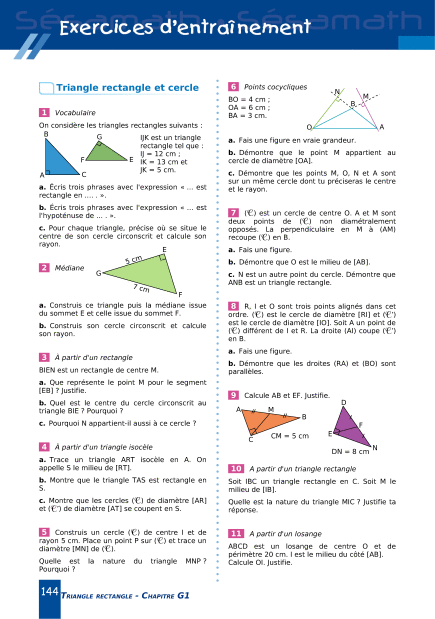 Sésamath - Sésamath
Exercices d'entraînement
Triangle rectangle et cercle
1 Vocabulaire
On considère les triangles rectangles suivants :
B
A
C
G
F
E
IJK est un triangle
rectangle tel que :
IJ = 12 cm ;
IK = 13 cm et
JK = 5 cm.
a. Écris trois phrases avec l'expression « ... est
rectangle en .... . ».
b. Écris trois phrases avec l'expression « ... est
l'hypoténuse de ... . ».
c. Pour chaque triangle, précise où se situe le
centre de son cercle circonscrit et calcule son
rayon.
2 Médiane
E
5 cm
G
7 cm
F
a. Construis ce triangle puis la médiane issue
du sommet E et celle issue du sommet F.
b. Construis son cercle circonscrit et calcule
son rayon.
3 À partir d'un rectangle
BIEN est un rectangle de centre M.
a. Que représente le point M pour le segment
[EB] ? Justifie.
b. Quel est le centre du cercle circonscrit au
triangle BIE ? Pourquoi ?
c. Pourquoi N appartient-il aussi à ce cercle ?
4 À partir d'un triangle isocèle
a. Trace un triangle ART isocèle en A. On
appelle S le milieu de [RT].
b. Montre que le triangle TAS est rectangle en
S.
c. Montre que les cercles (𝒞) de diamètre [AR]
et (𝒞') de diamètre [AT] se coupent en S.
5 Construis un cercle (𝒞) de centre I et de
rayon 5 cm. Place un point P sur (𝒞) et trace un
diamètre [MN] de (𝒞).
Quelle est la nature du triangle MNP ?
Pourquoi ?
6 Points cocycliques
BO = 4 cm ;
OA = 6 cm ;
BA = 3 cm.
N
M
B
O
A
a. Fais une figure en vraie grandeur.
b. Démontre que le point M appartient au
cercle de diamètre [OA].
c. Démontre que les points M, O, N et A sont
sur un même cercle dont tu préciseras le centre
et le rayon.
7 (𝒞) est un cercle de centre O. A et M sont
deux points de (𝒞) non diamétralement
opposés. La perpendiculaire en M à (AM)
recoupe (𝒞) en B.
a. Fais une figure.
b. Démontre que O est le milieu de [AB].
c. N est un autre point du cercle. Démontre que
ANB est un triangle rectangle.
8 R, I et O sont trois points alignés dans cet
ordre. (𝒞) est le cercle de diamètre [RI] et (𝒞')
est le cercle de diamètre [IO]. Soit A un point de
(𝒞) différent de I et R. La droite (AI) coupe (𝒞')
en B.
a. Fais une figure.
b. Démontre que les droites (RA) et (BO) sont
parallèles.
9 Calcule AB et EF. Justifie.
A
M
B
C
CM = 5 cm
D
F
E
N
DN = 8 cm
10 A partir d'un triangle rectangle
Soit IBC un triangle rectangle en C. Soit M le
milieu de [IB].
Quelle est la nature du triangle MIC ? Justifie ta
réponse.
11 A partir d'un losange
ABCD est un losange de centre O et de
périmètre 20 cm. I est le milieu du côté [AB].
Calcule OI. Justifie.
144 TRIANGLE RECTANGLE - CHAPITRE G1